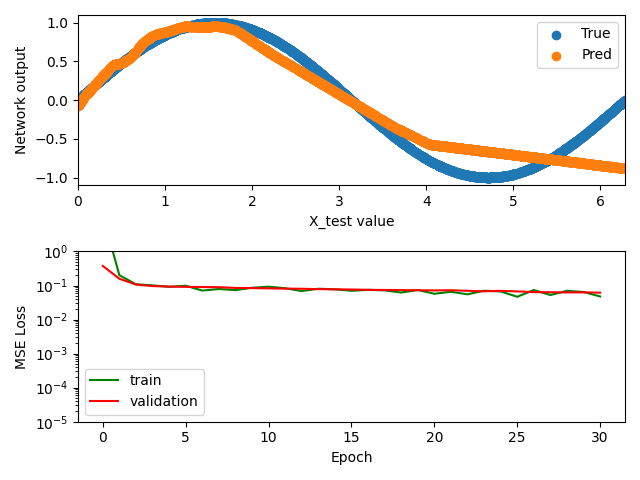 1.0
0.5
0.0
−0.5
−1.0
Network output
True
Pred
0 1 2 3 4 5 6
X_test value
10^0
10^-1
10^-2
10^-3
10^-4
10^-5
MSE Loss
train
validation
0 5 10 15 20 25 30
Epoch